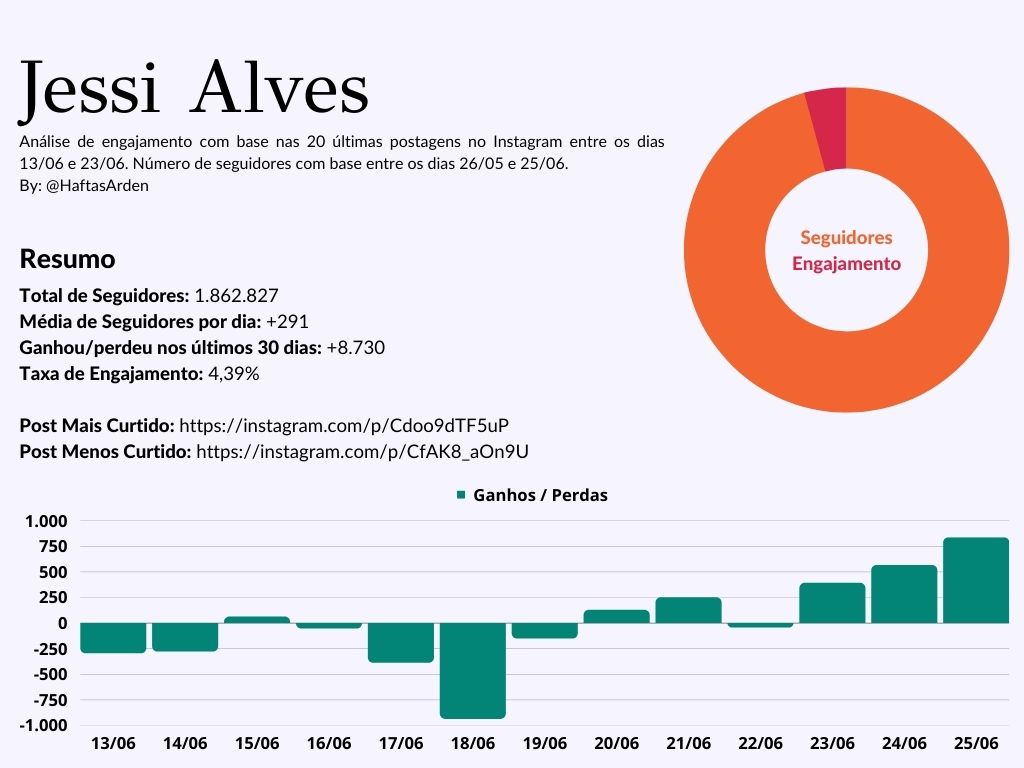 Jessi Alves
Análise de engajamento com base nas 20 últimas postagens no Instagram entre os dias
13/06 e 23/06. Número de seguidores com base entre os dias 26/05 e 25/06.
By: @HaftasArden
Seguidores
Engajamento
Resumo
Total de Seguidores: 1.862.827
Média de Seguidores por dia: +291
Ganhou/perdeu nos últimos 30 dias: +8.730
Taxa de Engajamento: 4,39%
Post Mais Curtido: https://instagram.com/p/Cdoo9dTF5uP
Post Menos Curtido: https://instagram.com/p/CfAK8_aOn9U
Ganhos / Perdas
1.000
750
500
250
0
-250
-500
-750
-1.000
13/06 14/06 15/06 16/06 17/06 18/06 19/06 20/06 21/06 22/06 23/06 24/06 25/06